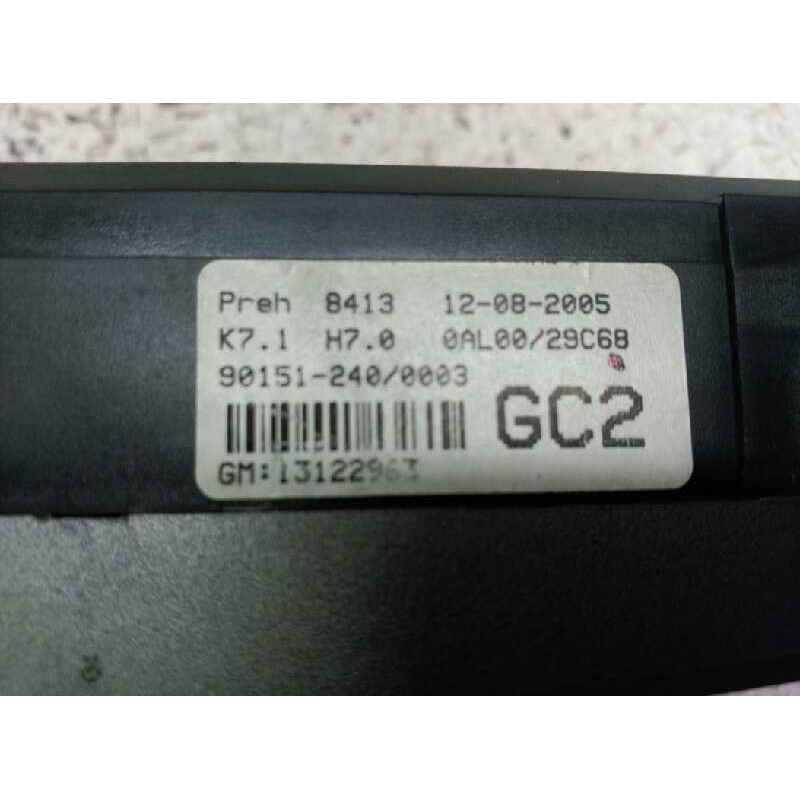 Preh 8413 12-08-2005
K7.1 H7.0 0AL00/29C68
90151-240/0003
GC2
GM:13122963